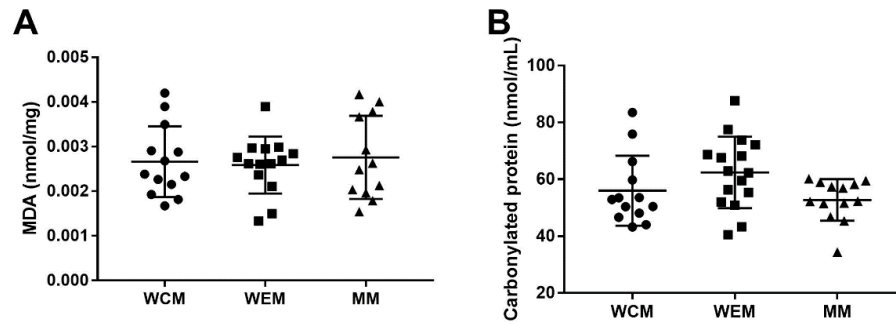 A
MDA (nmol/mg)
0.005
0.004
0.003
0.002
0.001
0.000
WCM WEM MM
B
Carbonylated protein (nmol/mL)
100
80
60
40
20
WCM WEM MM